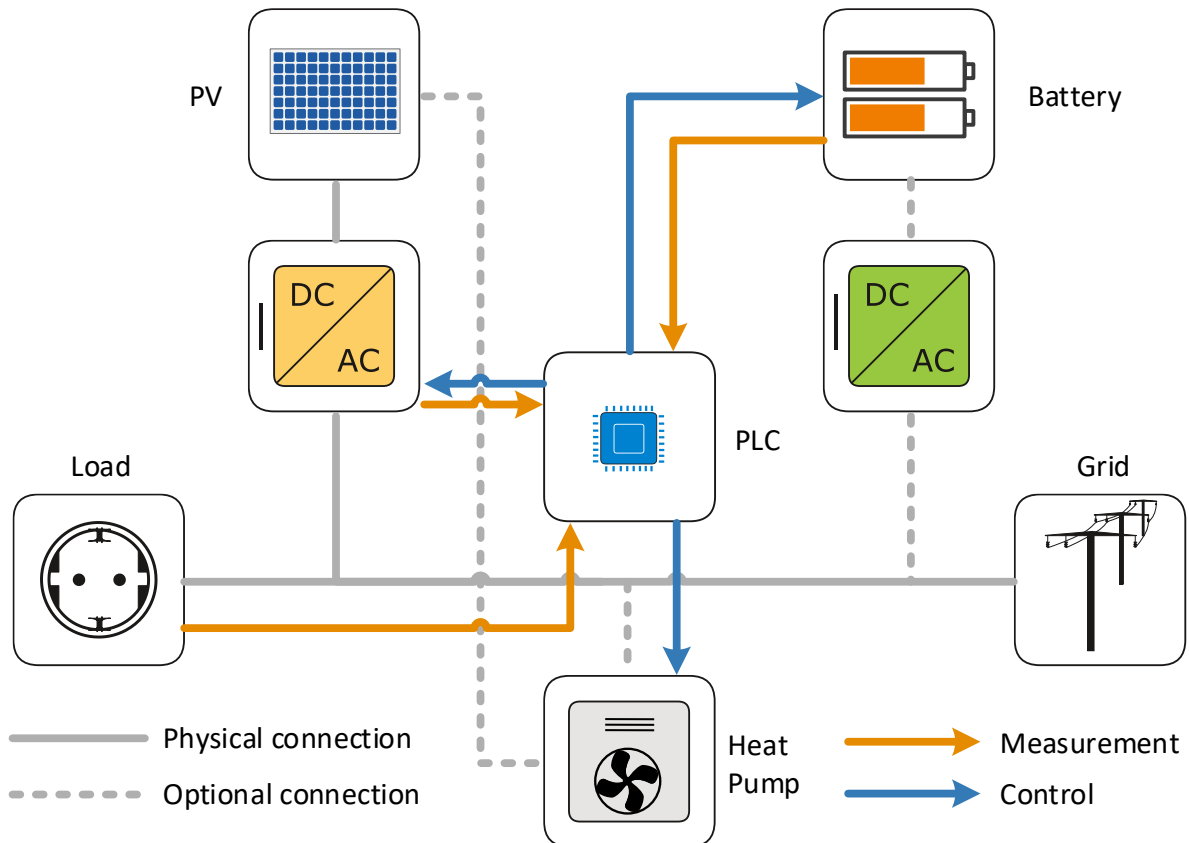 PV
Battery
DC
AC
DC
AC
PLC
Load
Grid
Physical connection
Optional connection
Heat
Pump
Measurement
Control